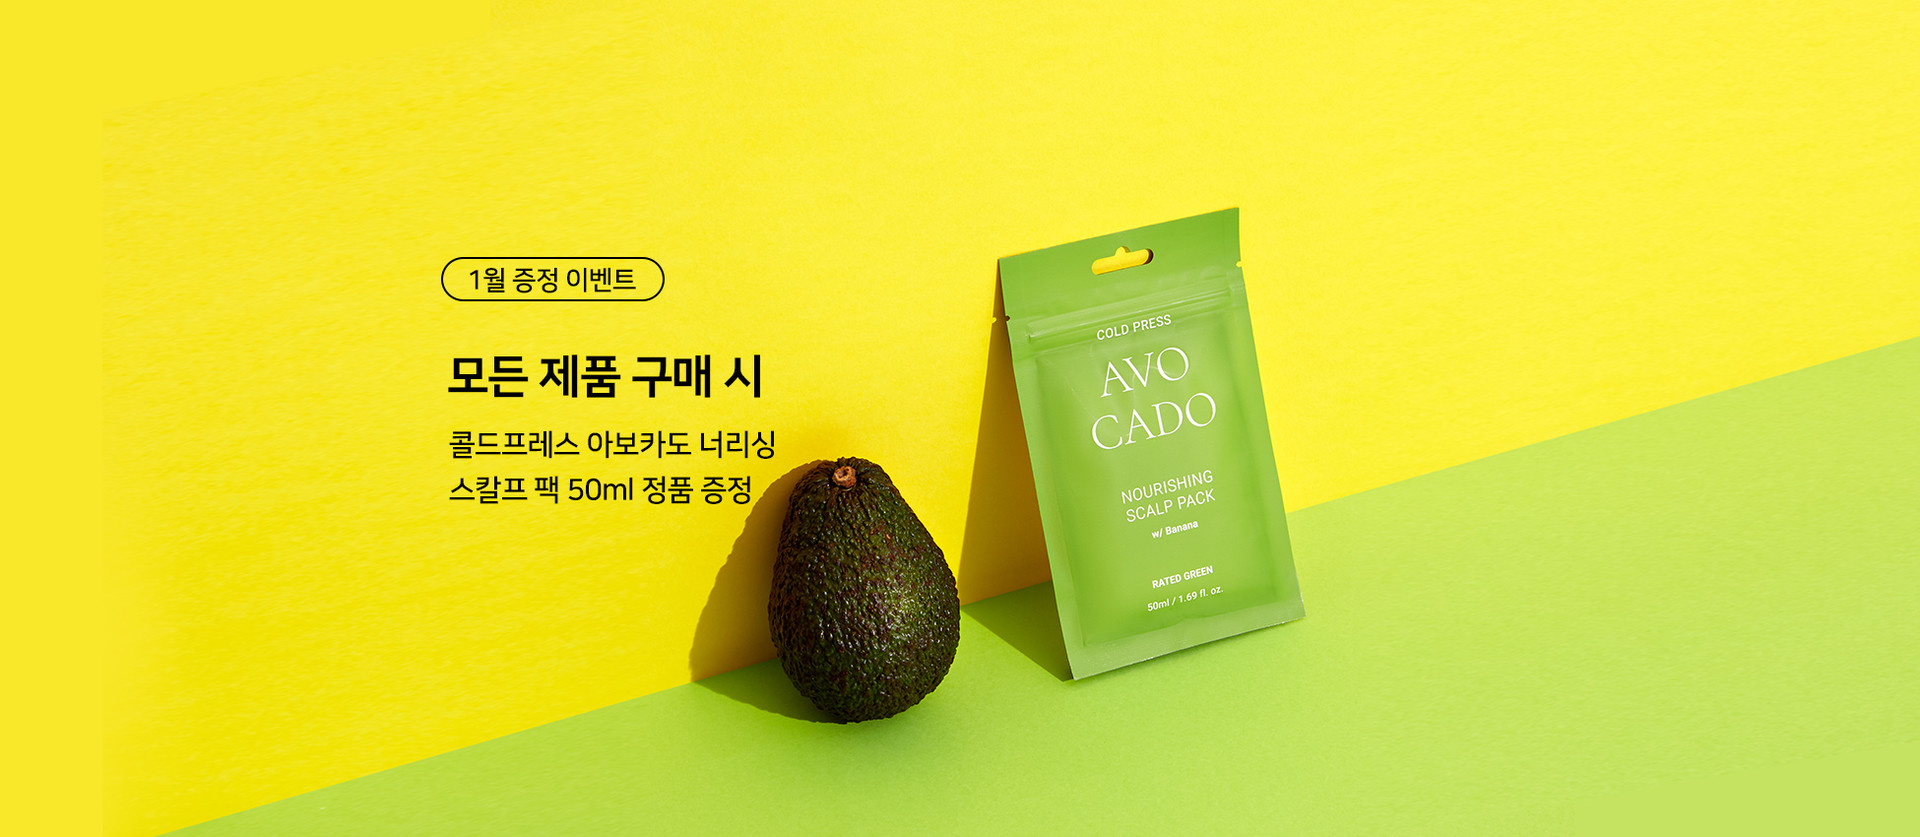 1월 증정 이벤트
모든 제품 구매 시
콜드프레스 아보카도 너리싱
스칼프 팩 50ml 정품 증정
COLD PRESS
AVO
CADO
NOURISHING
SCALP PACK
w/ Banana
RATED GREEN
50ml / 1.69 fl. oz.